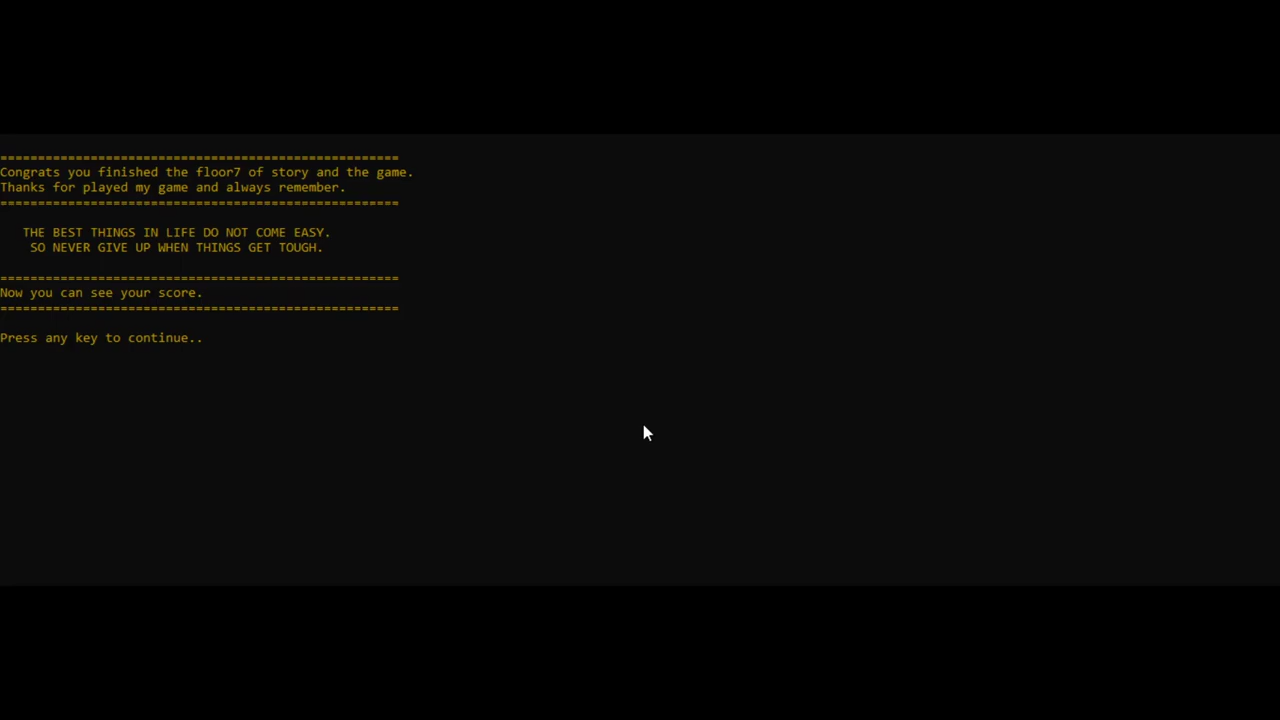 =====================================================
Congrats you finished the floor7 of story and the game.
Thanks for played my game and always remember.
=====================================================
THE BEST THINGS IN LIFE DO NOT COME EASY.
SO NEVER GIVE UP WHEN THINGS GET TOUGH.
=====================================================
Now you can see your score.
=====================================================
Press any key to continue..